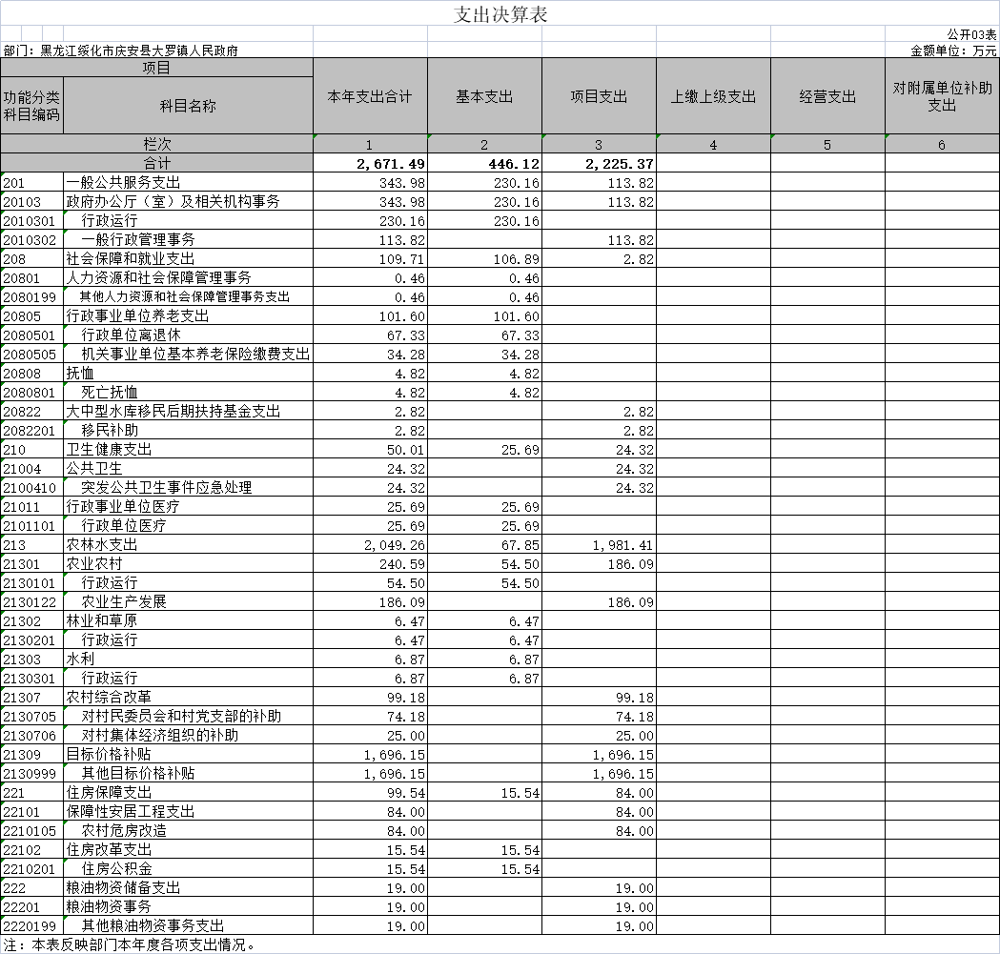 支出决算表
公开03表
部门：黑龙江绥化市庆安县大罗镇人民政府 金额单位：万元
项目 本年支出合计 基本支出 项目支出 上缴上级支出 经营支出 对附属单位补助支出
功能分类科目编码 科目名称
栏次 1 2 3 4 5 6
合计 2,671.49 446.12 2,225.37
201 一般公共服务支出 343.98 230.16 113.82
20103 政府办公厅（室）及相关机构事务 343.98 230.16 113.82
2010301 行政运行 230.16 230.16
2010302 一般行政管理事务 113.82 113.82
208 社会保障和就业支出 109.71 106.89 2.82
20801 人力资源和社会保障管理事务 0.46 0.46
2080199 其他人力资源和社会保障管理事务支出 0.46 0.46
20805 行政事业单位养老支出 101.60 101.60
2080501 行政单位离退休 67.33 67.33
2080505 机关事业单位基本养老保险缴费支出 34.28 34.28
20808 抚恤 4.82 4.82
2080801 死亡抚恤 4.82 4.82
20822 大中型水库移民后期扶持基金支出 2.82 2.82
2082201 移民补助 2.82 2.82
210 卫生健康支出 50.01 25.69 24.32
21004 公共卫生 24.32 24.32
2100410 突发公共卫生事件应急处理 24.32 24.32
21011 行政事业单位医疗 25.69 25.69
2101101 行政单位医疗 25.69 25.69
213 农林水支出 2,049.26 67.85 1,981.41
21301 农业农村 240.59 54.50 186.09
2130101 行政运行 54.50 54.50
2130122 农业生产发展 186.09 186.09
21302 林业和草原 6.47 6.47
2130201 行政运行 6.47 6.47
21303 水利 6.87 6.87
2130301 行政运行 6.87 6.87
21307 农村综合改革 99.18 99.18
2130705 对村民委员会和村党支部的补助 74.18 74.18
2130706 对村集体经济组织的补助 25.00 25.00
21309 目标价格补贴 1,696.15 1,696.15
2130999 其他目标价格补贴 1,696.15 1,696.15
221 住房保障支出 99.54 15.54 84.00
22101 保障性安居工程支出 84.00 84.00
2210105 农村危房改造 84.00 84.00
22102 住房改革支出 15.54 15.54
2210201 住房公积金 15.54 15.54
222 粮油物资储备支出 19.00 19.00
22201 粮油物资事务 19.00 19.00
2220199 其他粮油物资事务支出 19.00 19.00
注：本表反映部门本年度各项支出情况。